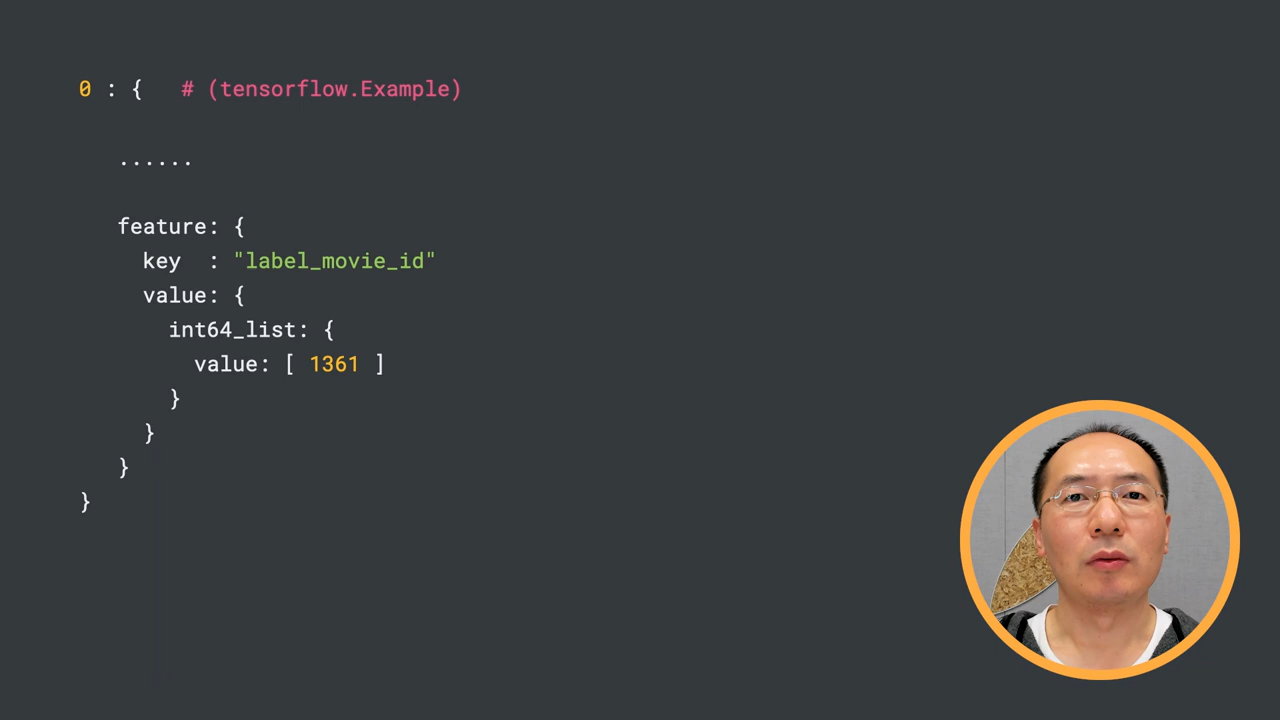 0 : { # (tensorflow.Example)
......
feature: {
key : "label_movie_id"
value: {
int64_list: {
value: [ 1361 ]
}
}
}
}